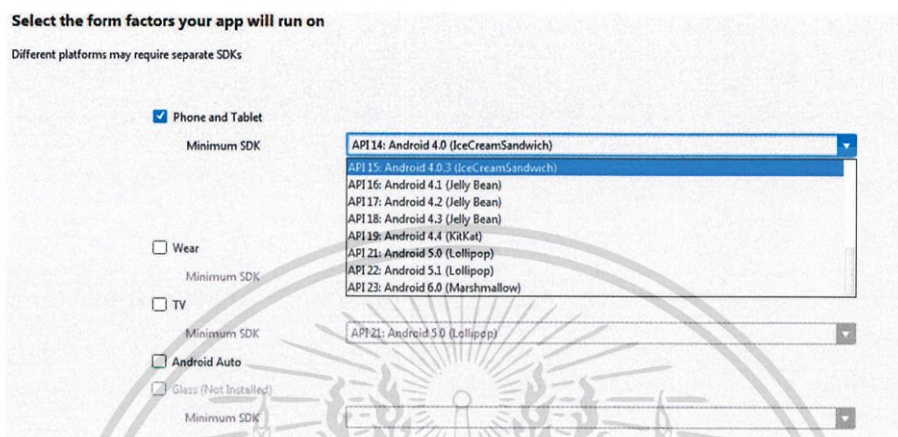 Select the form factors your app will run on
Different platforms may require separate SDKs
Phone and Tablet
Minimum SDK
API 14: Android 4.0 (IceCreamSandwich)
API 15: Android 4.0.3 (IceCreamSandwich)
API 16: Android 4.1 (Jelly Bean)
API 17: Android 4.2 (Jelly Bean)
API 18: Android 4.3 (Jelly Bean)
API 19: Android 4.4 (KitKat)
API 21: Android 5.0 (Lollipop)
API 22: Android 5.1 (Lollipop)
API 23: Android 6.0 (Marshmallow)
Wear
Minimum SDK
TV
Minimum SDK
API 21: Android 5.0 (Lollipop)
Android Auto
Glass (Not Installed)
Minimum SDK